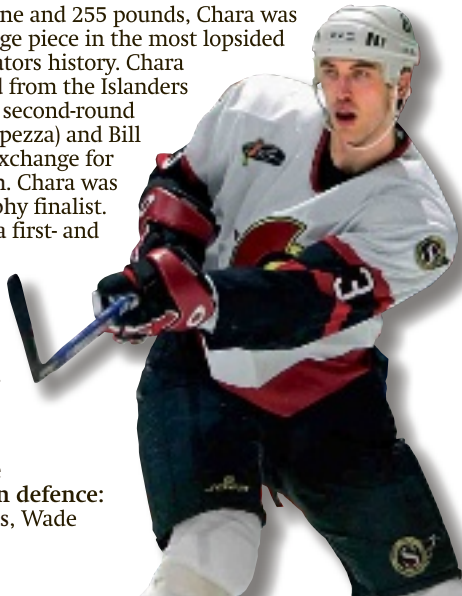 ne and 255 pounds, Chara was
ge piece in the most lopsided
ators history. Chara
from the Islanders
second-round
pezza) and Bill
xchange for
. Chara was
phy finalist.
a first- and
3
n defence:
s, Wade